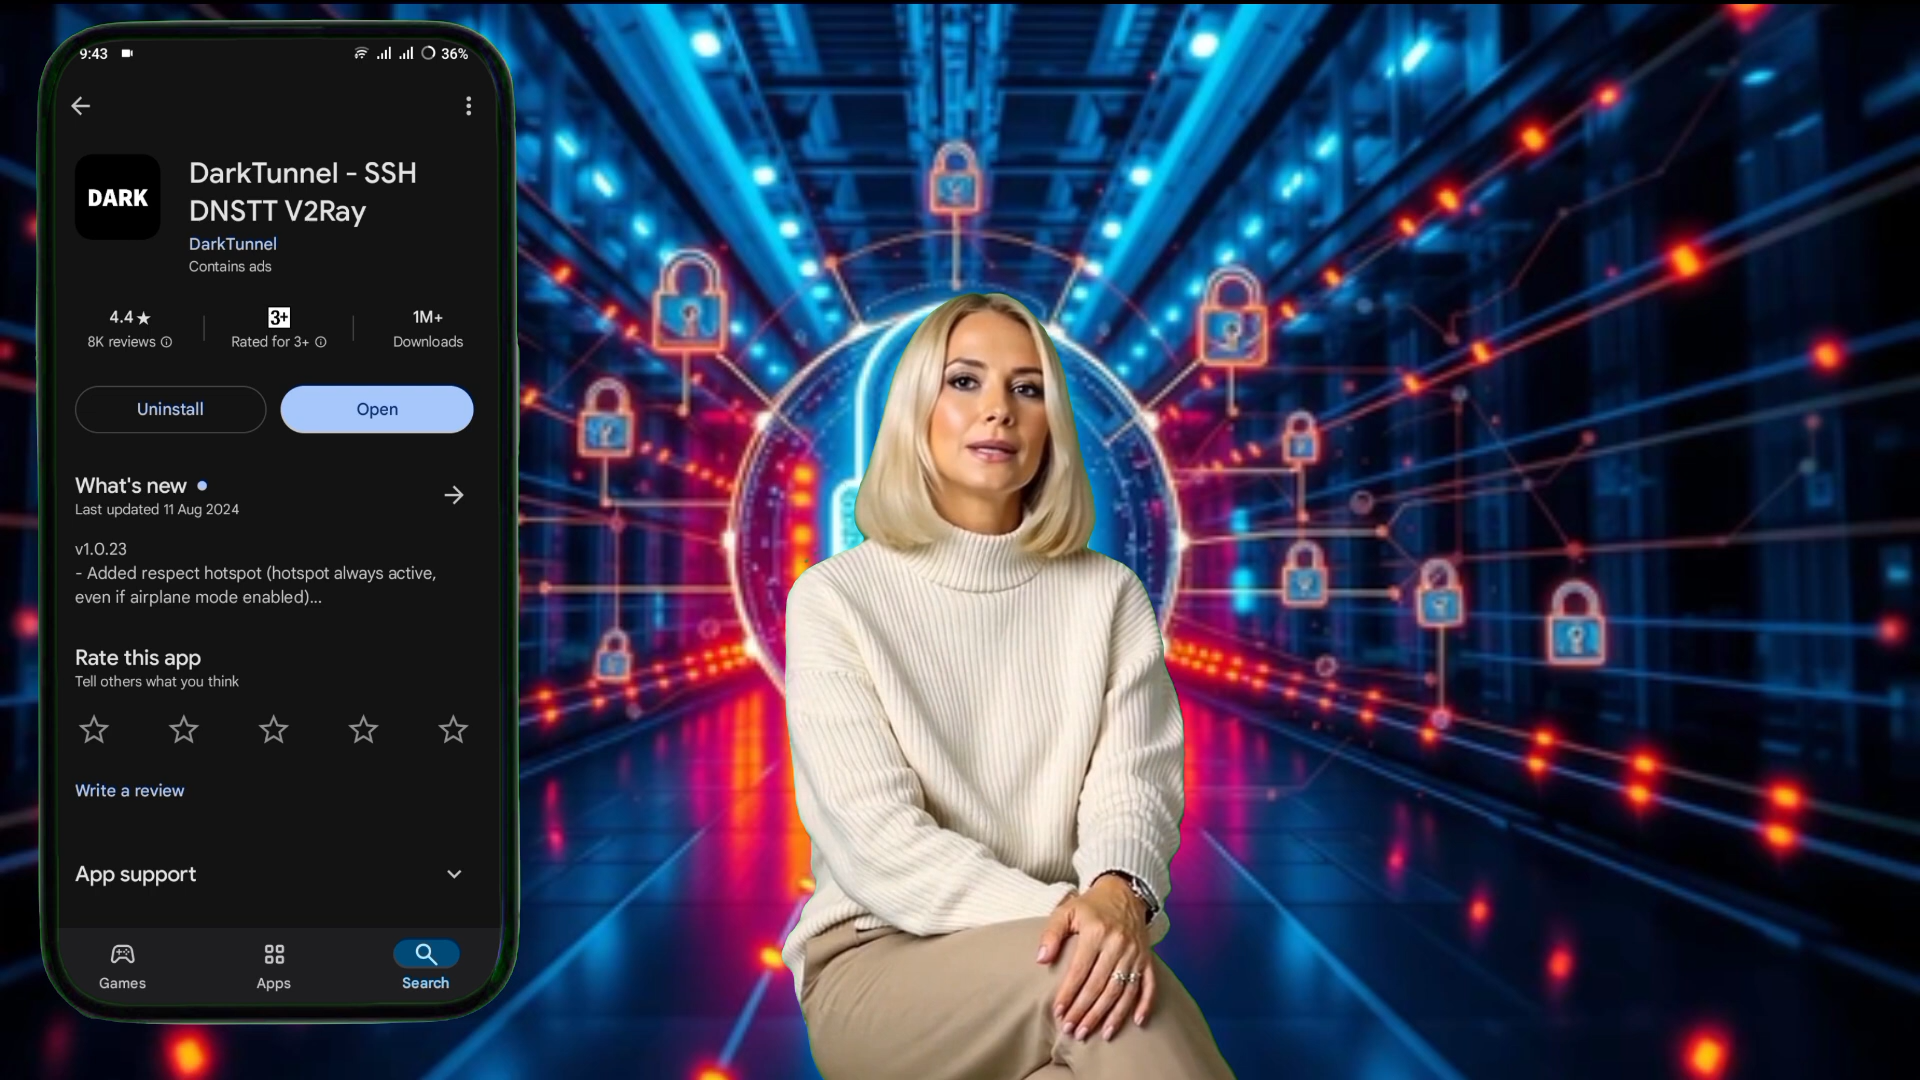 9:43
36%
DARK
DarkTunnel - SSH
DNSTT V2Ray
DarkTunnel
Contains ads
4.4★
3+
1M+
8K reviews
Rated for 3+
Downloads
Uninstall
Open
What's new
Last updated 11 Aug 2024
v1.0.23
- Added respect hotspot (hotspot always active,
even if airplane mode enabled)...
Rate this app
Tell others what you think
Write a review
App support
Games
Apps
Search